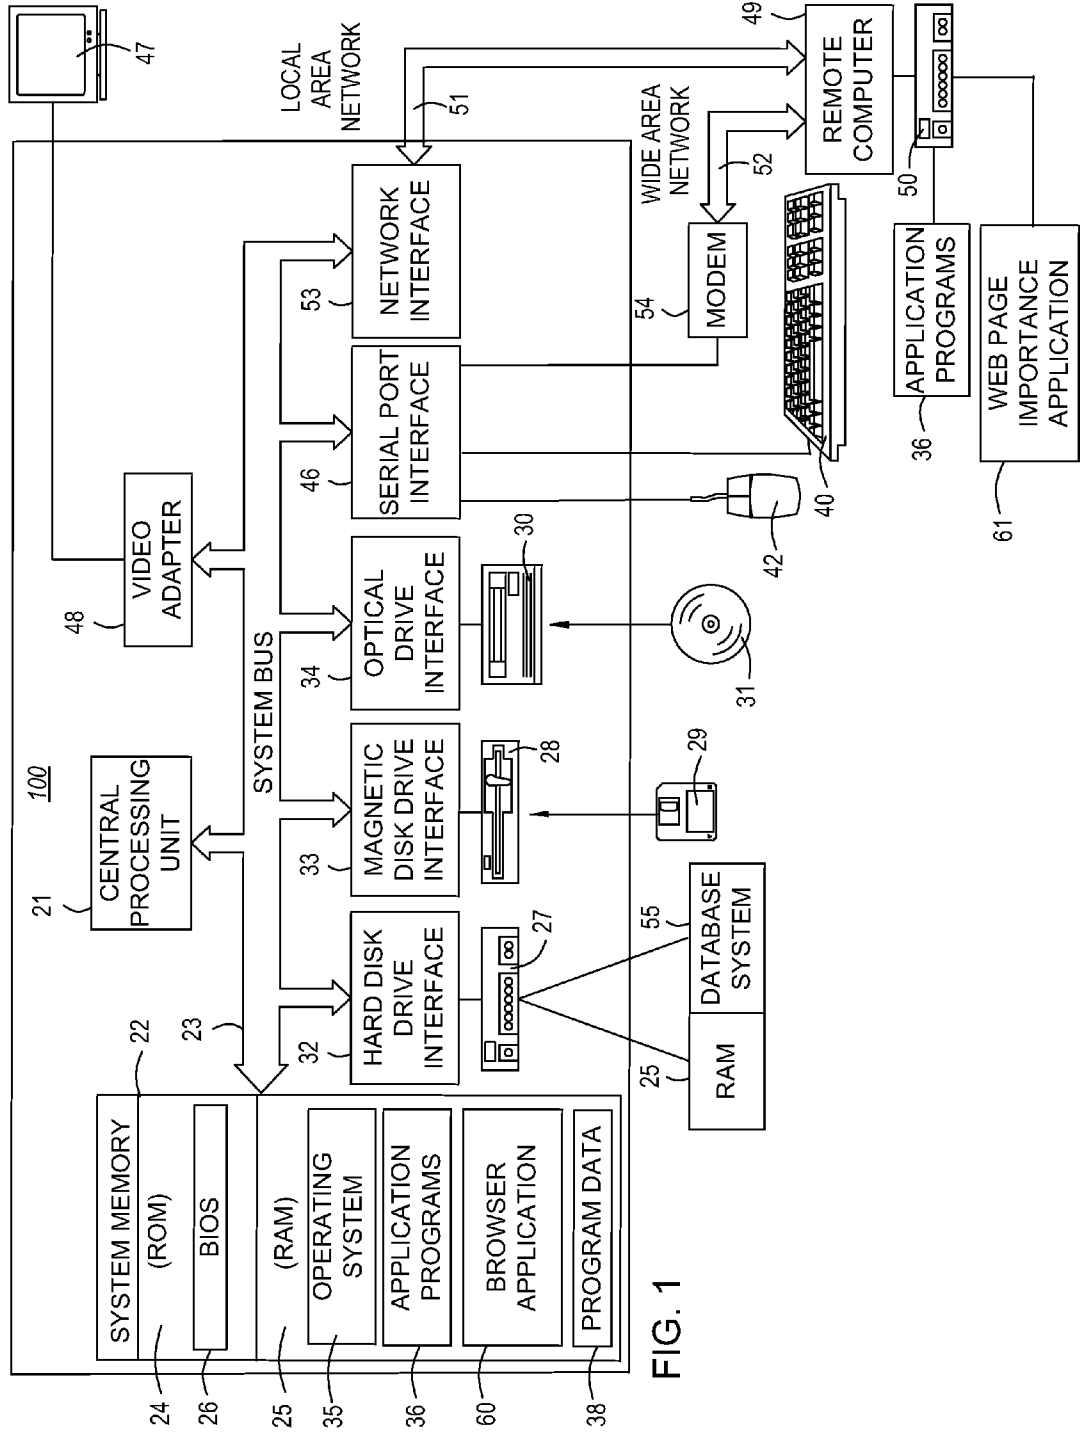 100
SYSTEM MEMORY
22
(ROM)
24
BIOS
26
(RAM)
25
OPERATING
SYSTEM
35
APPLICATION
PROGRAMS
36
BROWSER
APPLICATION
60
PROGRAM DATA
38
23
CENTRAL
PROCESSING
UNIT
21
VIDEO
ADAPTER
48
47
SYSTEM BUS
HARD DISK
DRIVE
INTERFACE
32
MAGNETIC
DISK DRIVE
INTERFACE
33
OPTICAL
DRIVE
INTERFACE
34
SERIAL PORT
INTERFACE
46
NETWORK
INTERFACE
53
LOCAL AREA
NETWORK
51
27
28
30
RAM
25
DATABASE
SYSTEM
55
29
31
42
40
MODEM
54
WIDE AREA
NETWORK
52
REMOTE
COMPUTER
49
50
APPLICATION
PROGRAMS
36
WEB PAGE
IMPORTANCE
APPLICATION
61
FIG. 1